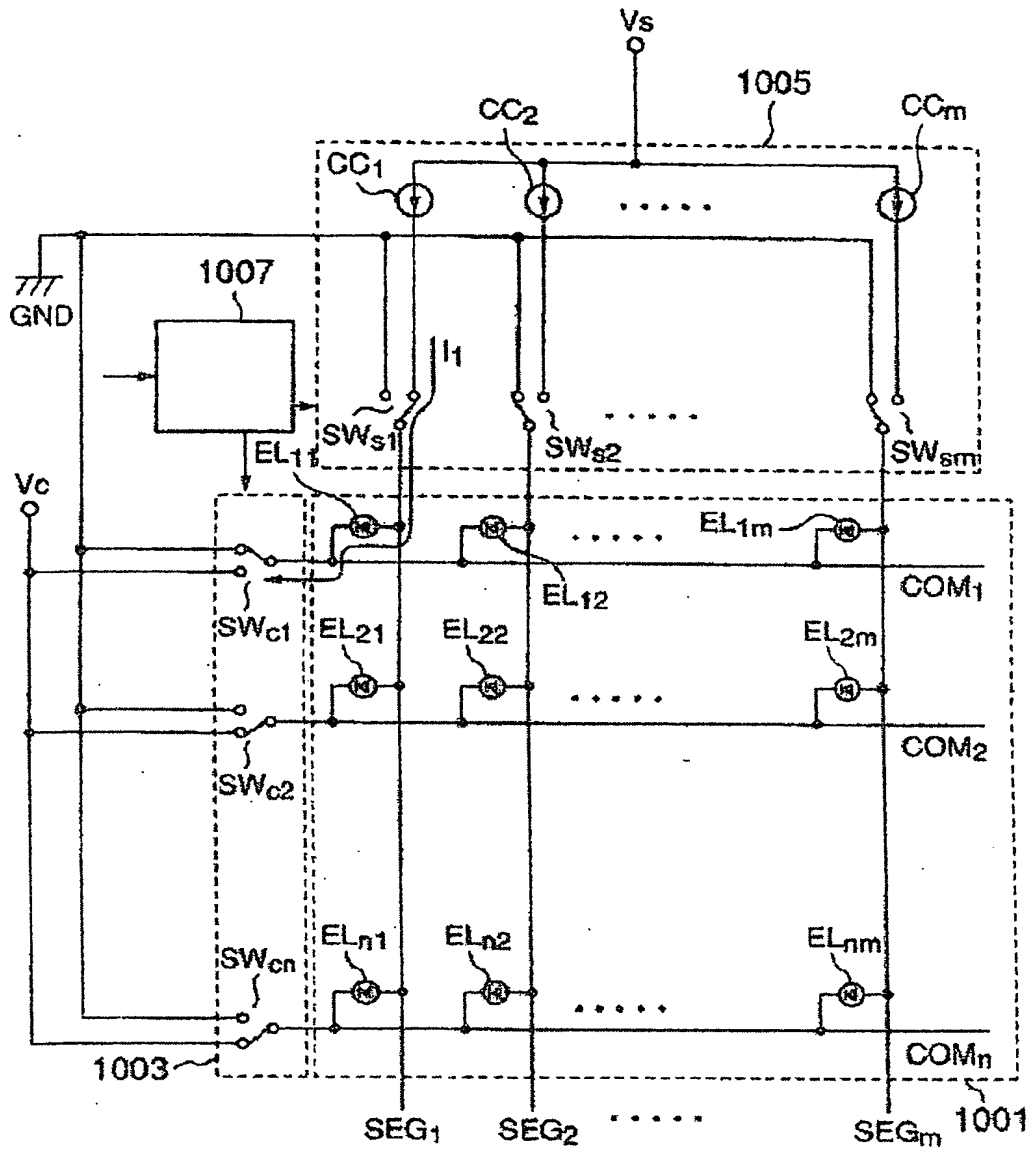 Vs
1005
CC2
CCm
CC1
1007
GND
I1
SWs1
SWs2
SWsm
EL11
Vc
EL1m
EL12
COM1
SWc1
EL21
EL22
EL2m
COM2
SWc2
ELn1
ELn2
ELnm
SWcn
COMn
1003
1001
SEG1
SEG2
SEGm